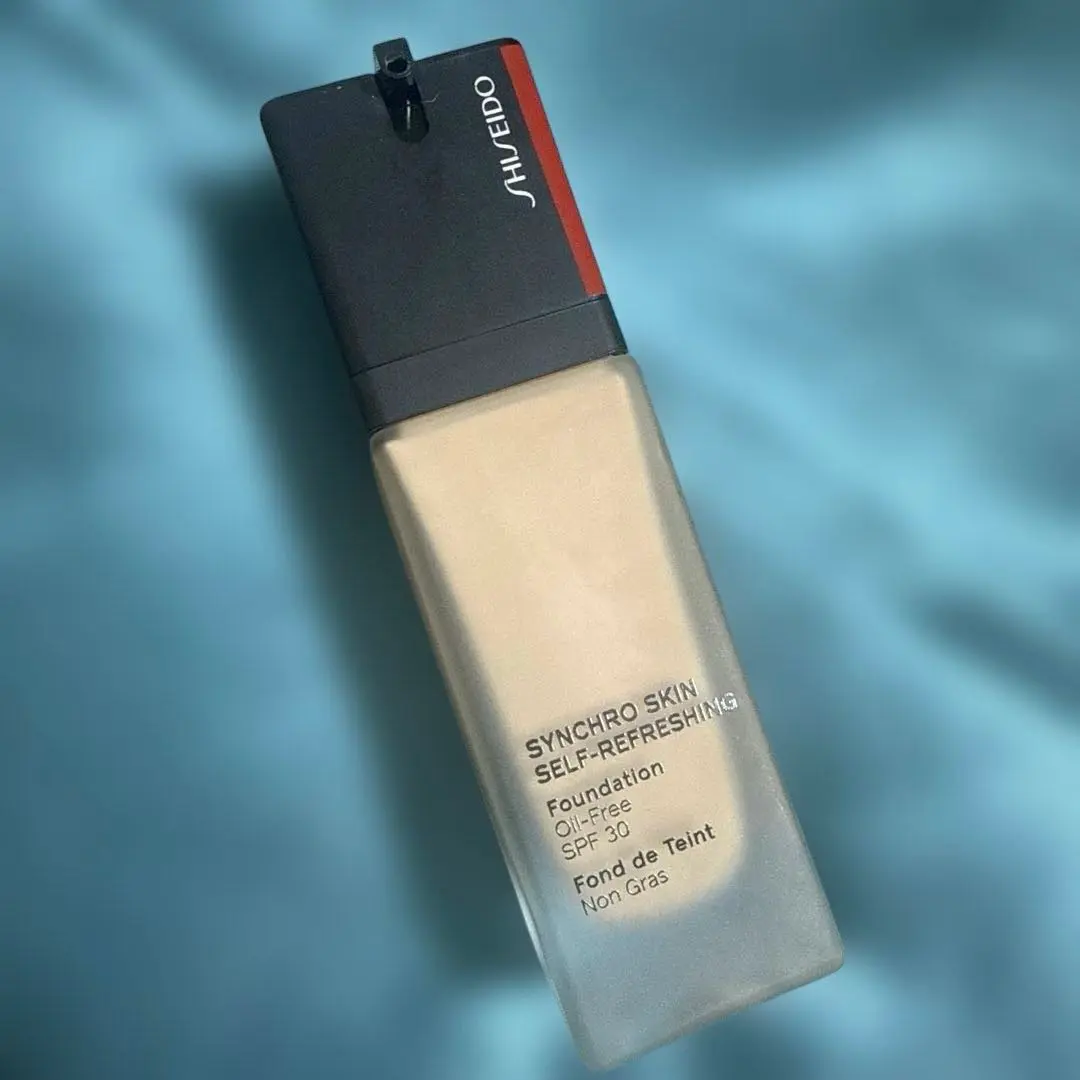 SHISEIDO
SYNCHRO SKIN
SELF-REFRESHING
Foundation
Oil-Free
SPF 30
Fond de Teint
Non Gras